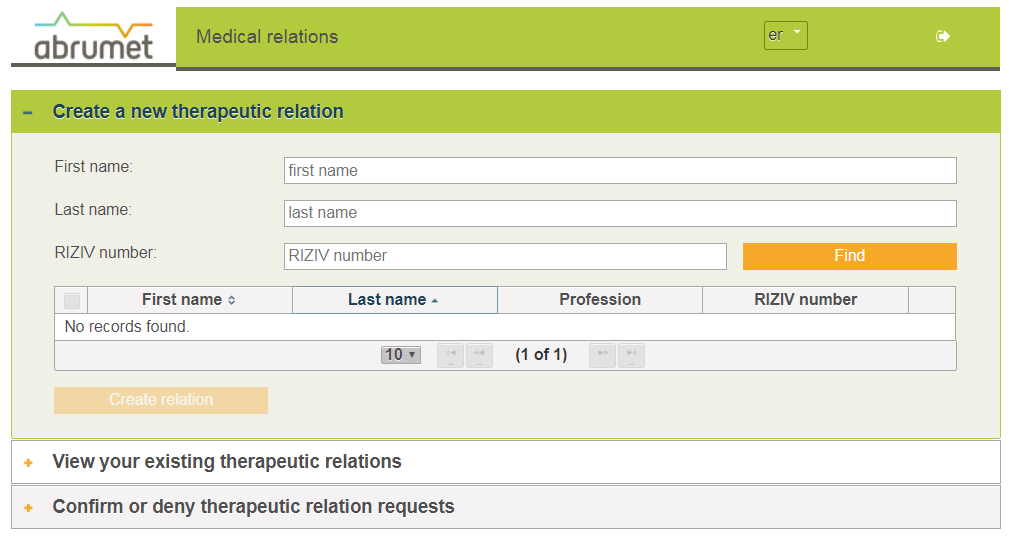 abrumet
Medical relations
er
Create a new therapeutic relation
First name:
first name
Last name:
last name
RIZIV number:
RIZIV number
Find
First name
Last name
Profession
RIZIV number
No records found.
10
(1 of 1)
Create relation
View your existing therapeutic relations
Confirm or deny therapeutic relation requests